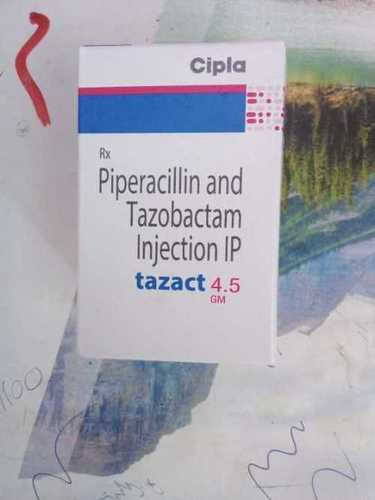 Cipla
Rx
Piperacillin and
Tazobactam
Injection IP
tazact 4.5
GM